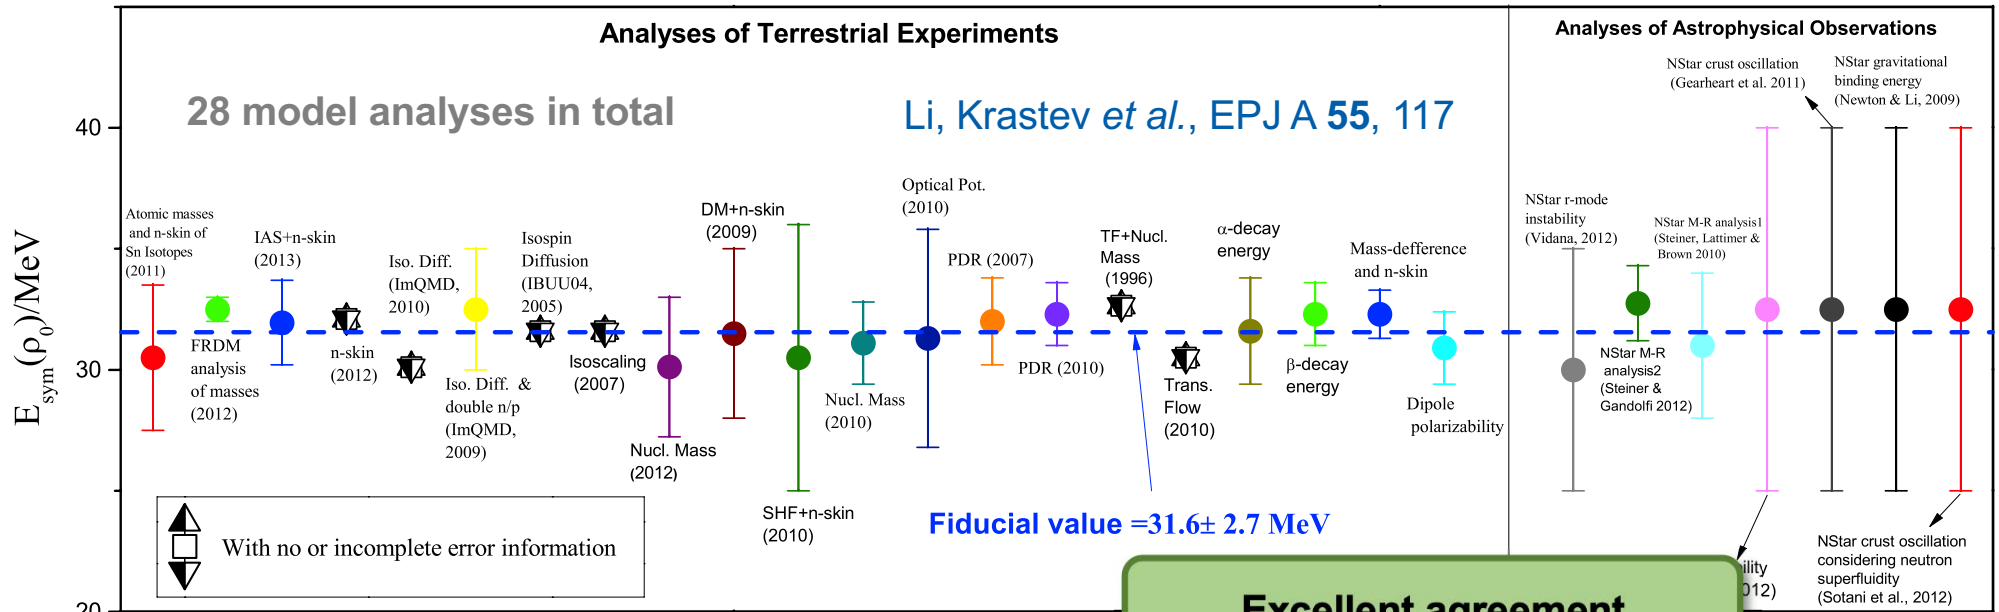 Analyses of Terrestrial Experiments
Analyses of Astrophysical Observations
28 model analyses in total
Li, Krastev et al., EPJ A 55, 117
E_sym(ρ_0)/MeV
40
30
20
Atomic masses
and n-skin of
Sn Isotopes
(2011)
FRDM
analysis
of masses
(2012)
IAS+n-skin
(2013)
n-skin
(2012)
Iso. Diff.
(ImQMD,
2010)
Iso. Diff. &
double n/p
(ImQMD,
2009)
Isospin
Diffusion
(IBUU04,
2005)
Isoscaling
(2007)
Nucl. Mass
(2012)
DM+n-skin
(2009)
SHF+n-skin
(2010)
Nucl. Mass
(2010)
Optical Pot.
(2010)
PDR (2007)
PDR (2010)
TF+Nucl.
Mass
(1996)
Trans.
Flow
(2010)
α-decay
energy
β-decay
energy
Mass-defference
and n-skin
Dipole
polarizability
NStar r-mode
instability
(Vidana, 2012)
NStar M-R
analysis2
(Steiner &
Gandolfi 2012)
NStar M-R analysis1
(Steiner, Lattimer &
Brown 2010)
NStar crust oscillation
(Gearheart et al. 2011)
NStar gravitational
binding energy
(Newton & Li, 2009)
NStar crust oscillation
considering neutron
superfluidity
(Sotani et al., 2012)
Fiducial value =31.6± 2.7 MeV
With no or incomplete error information
Excellent agreement